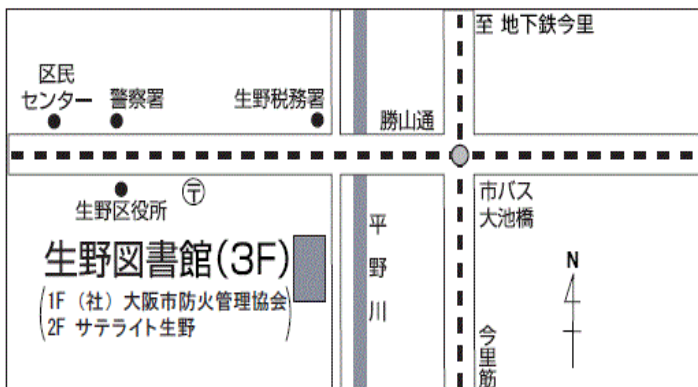 至 地下鉄今里
区民
センター
警察署
生野税務署
勝山通
生野区役所
〒
市バス
大池橋
平野川
生野図書館(3F)
(1F (社) 大阪市防火管理協会
2F サテライト生野)
N
今里筋